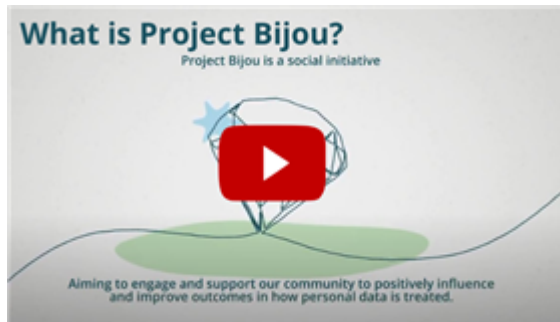 What is Project Bijou?
Project Bijou is a social initiative
Aiming to engage and support our community to positively influence
and improve outcomes in how personal data is treated.